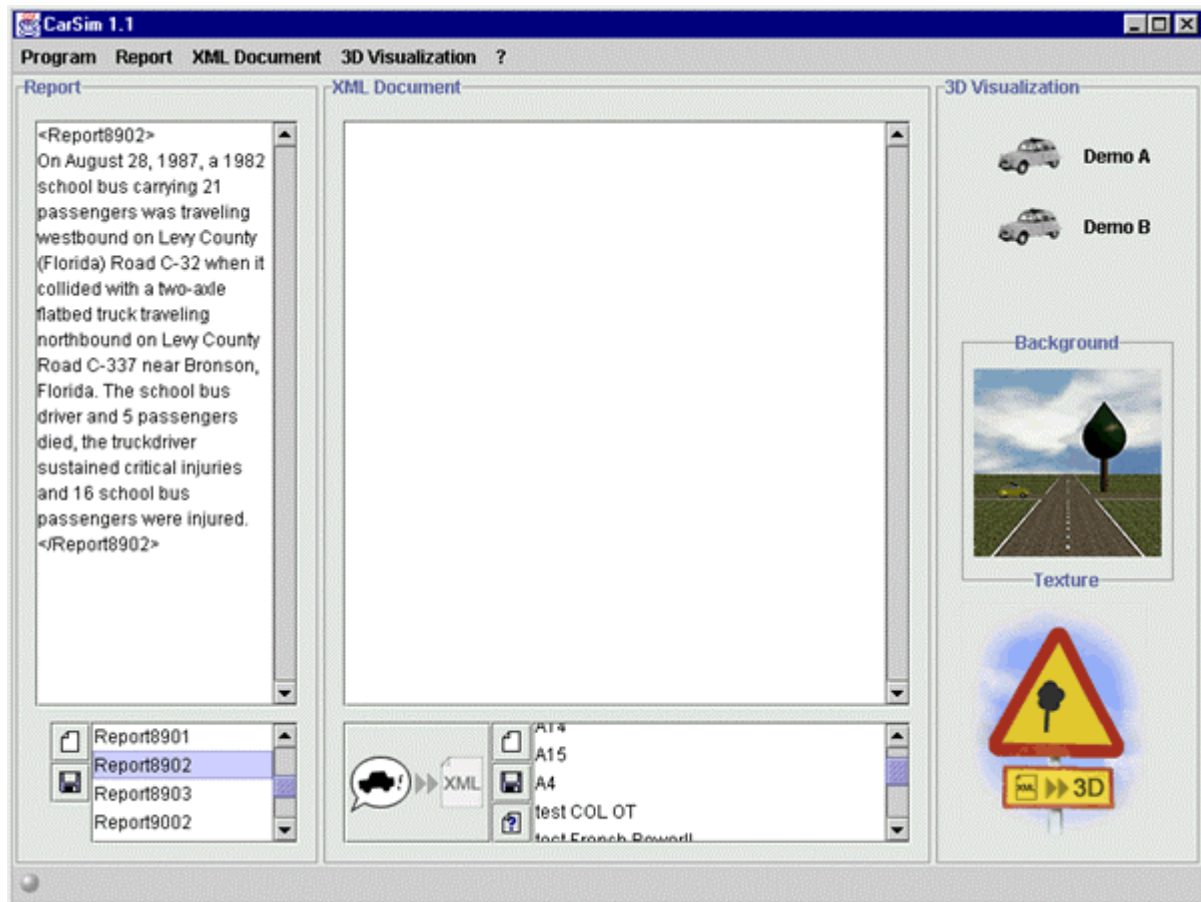 CarSim 1.1
Program Report XML Document 3D Visualization ?
Report
<Report8902>
On August 28, 1987, a 1982
school bus carrying 21
passengers was traveling
westbound on Levy County
(Florida) Road C-32 when it
collided with a two-axle
flatbed truck traveling
northbound on Levy County
Road C-337 near Bronson,
Florida. The school bus
driver and 5 passengers
died, the truckdriver
sustained critical injuries
and 16 school bus
passengers were injured.
</Report8902>
Report8901
Report8902
Report8903
Report9002
XML Document
! XML
A14
A15
A4
test COL OT
test French
3D Visualization
Demo A
Demo B
Background
Texture
XML 3D